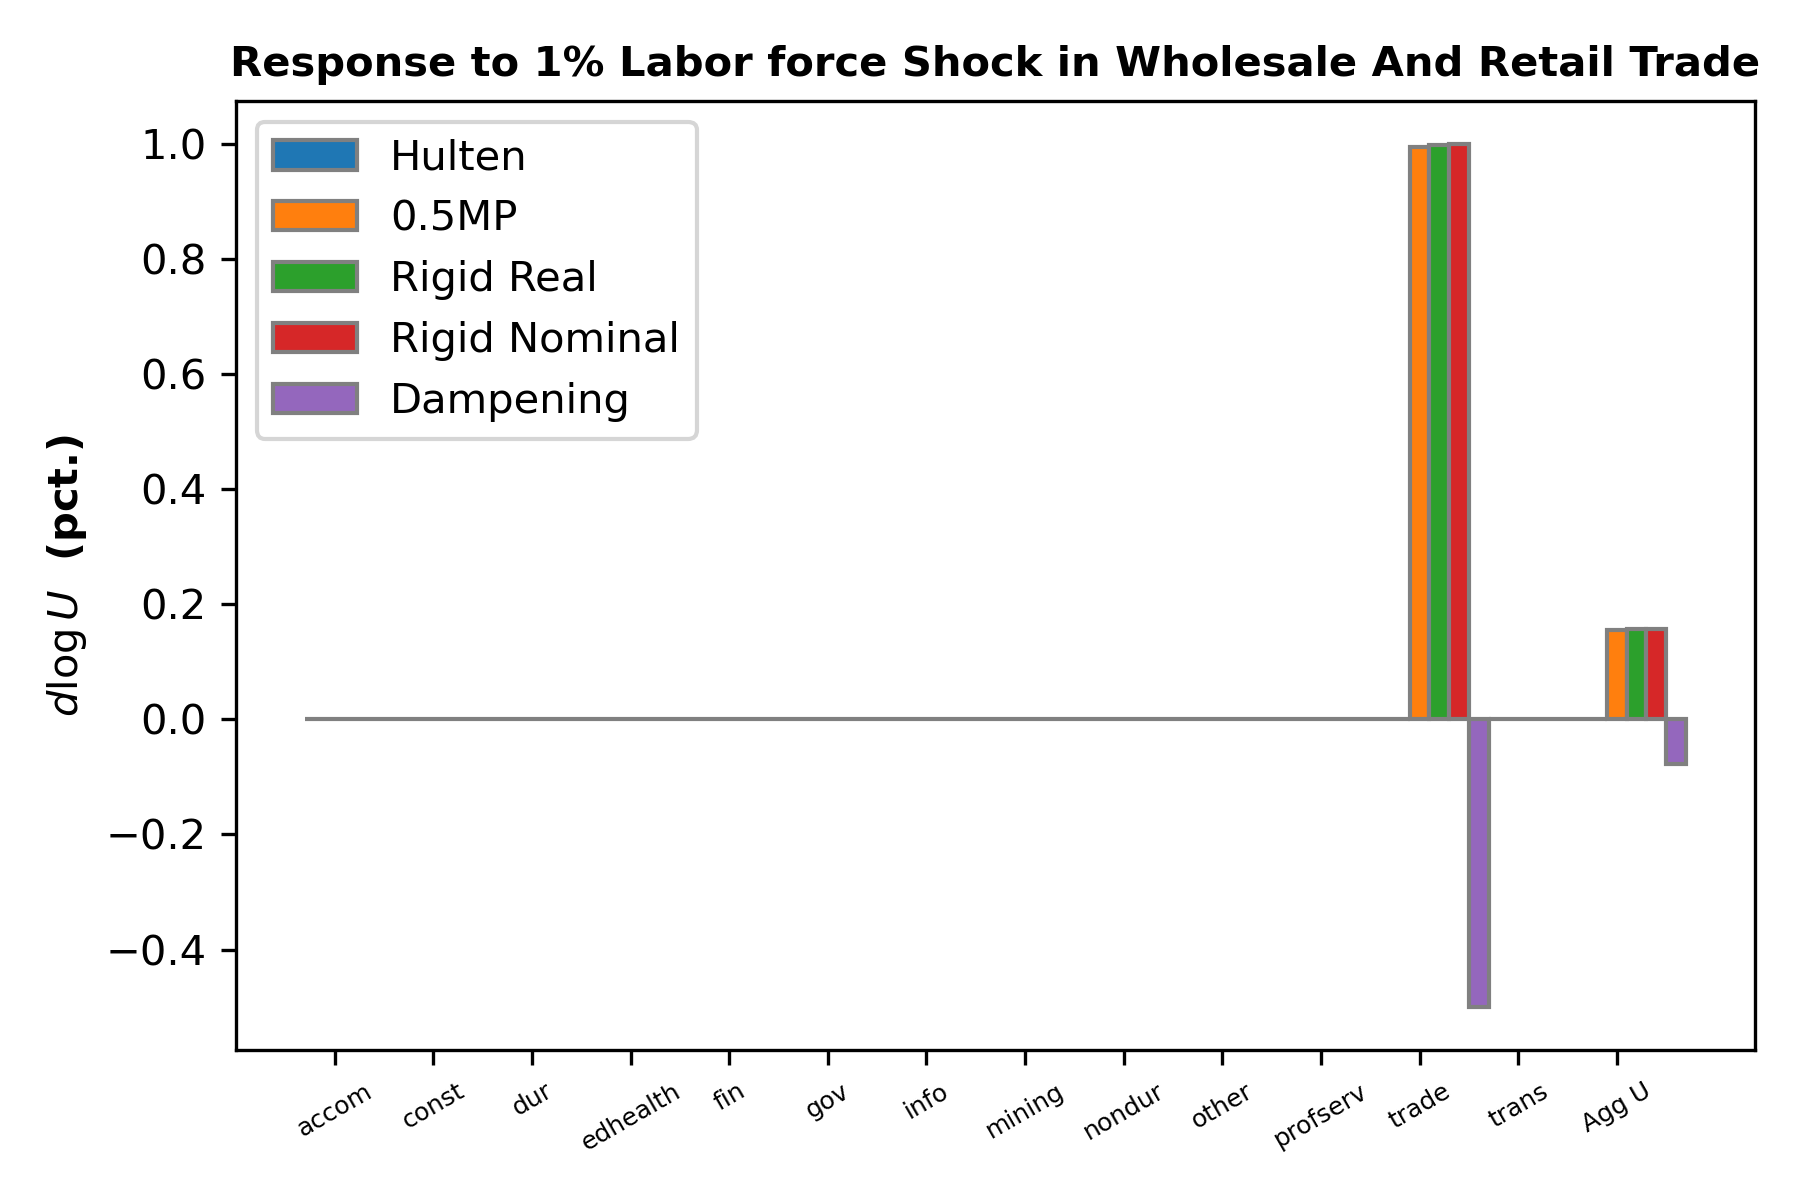 Response to 1% Labor force Shock in Wholesale And Retail Trade
Hulten
0.5MP
Rigid Real
Rigid Nominal
Dampening
1.0
0.8
0.6
0.4
0.2
0.0
−0.2
−0.4
dlog U (pct.)
accom const dur edhealth fin gov info mining nondur other profserv trade trans Agg U